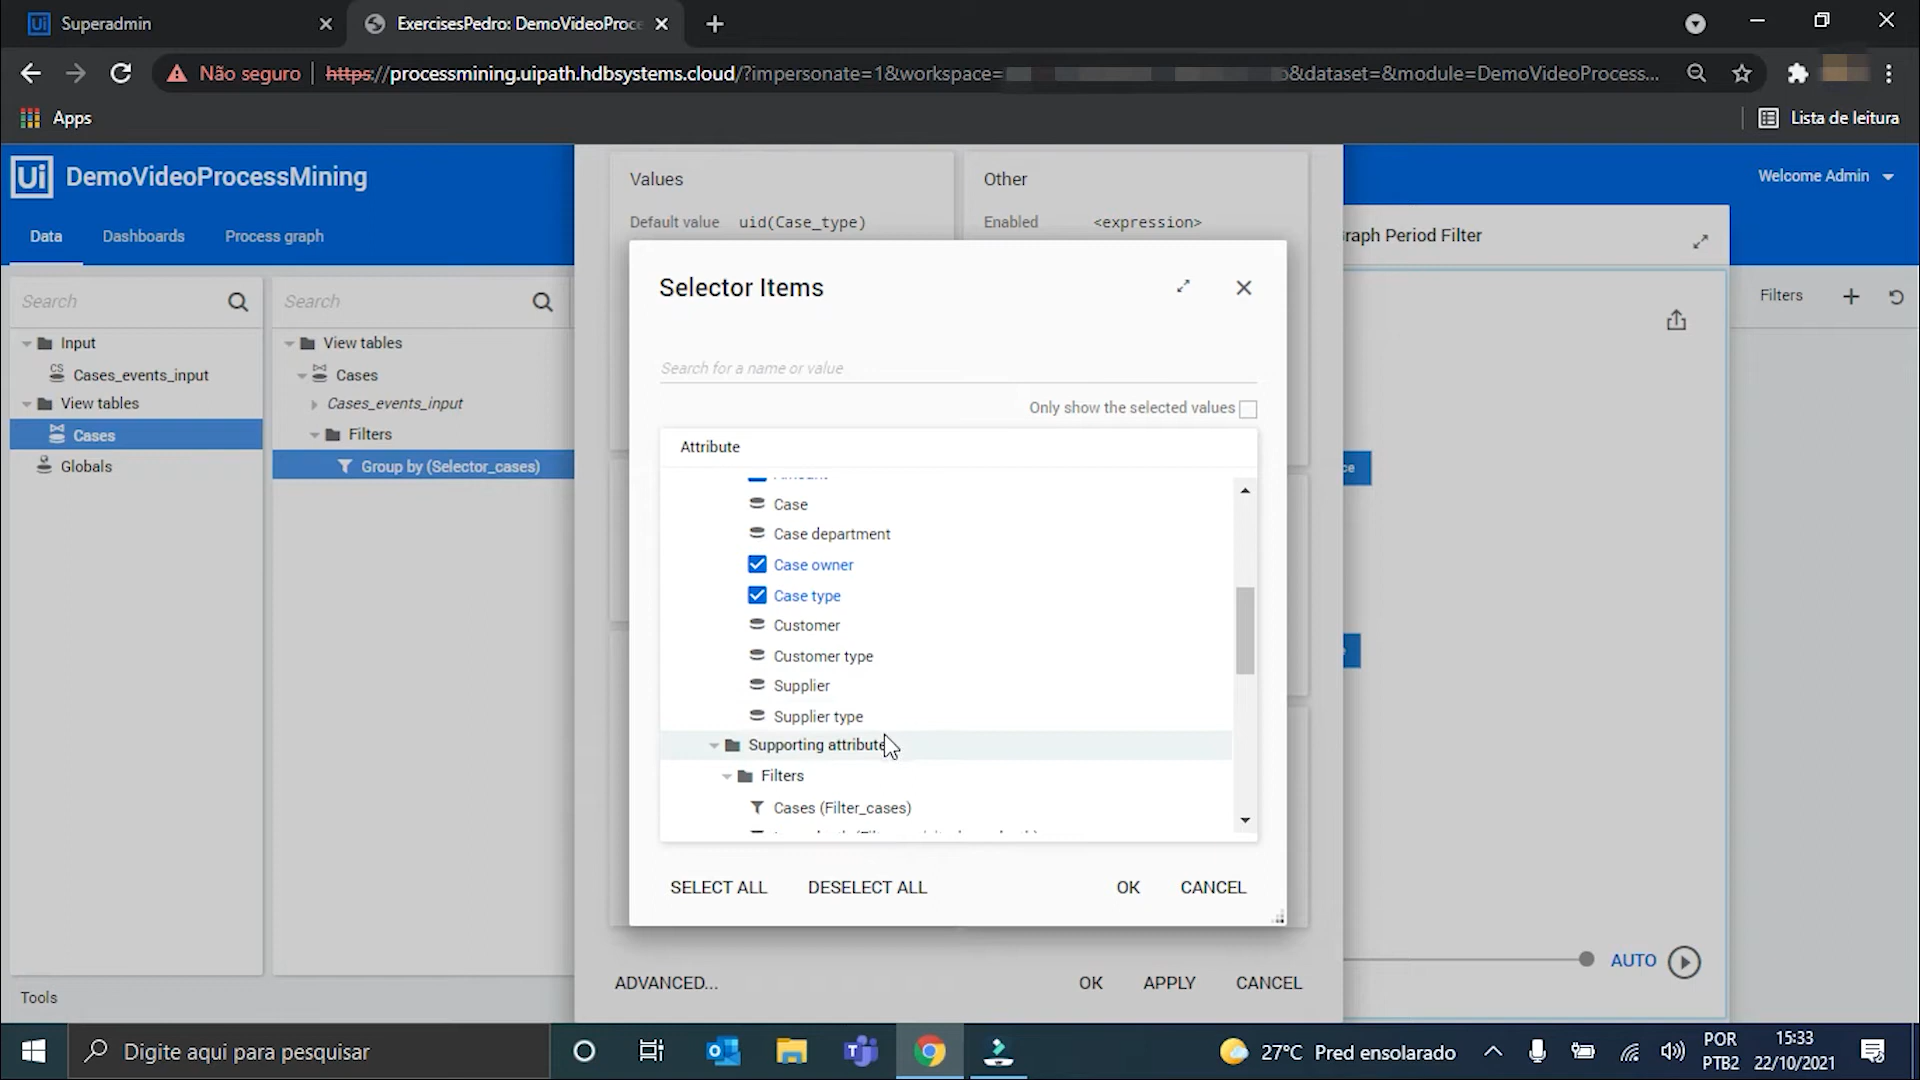 Superadmin
ExercisesPedro: DemoVideoProce
Não seguro
https://processmining.uipath.hdbsystems.cloud/?impersonate=1&workspace=
o&dataset=&module=DemoVideoProcess...
Apps
Lista de leitura
Ui DemoVideoProcessMining
Welcome Admin
Data
Dashboards
Process graph
Values
Other
Default value uid(Case_type)
Enabled <expression>
raph Period Filter
Search
Search
Filters
Input
Cases_events_input
View tables
Cases
Globals
View tables
Cases
Cases_events_input
Filters
Group by (Selector_cases)
Selector Items
Search for a name or value
Only show the selected values
Attribute
Case
Case department
Case owner
Case type
Customer
Customer type
Supplier
Supplier type
Supporting attribute
Filters
Cases (Filter_cases)
SELECT ALL
DESELECT ALL
OK
CANCEL
ce
ADVANCED...
OK
APPLY
CANCEL
AUTO
Tools
Digite aqui para pesquisar
27°C Pred ensolarado
POR
PTB2
15:33
22/10/2021